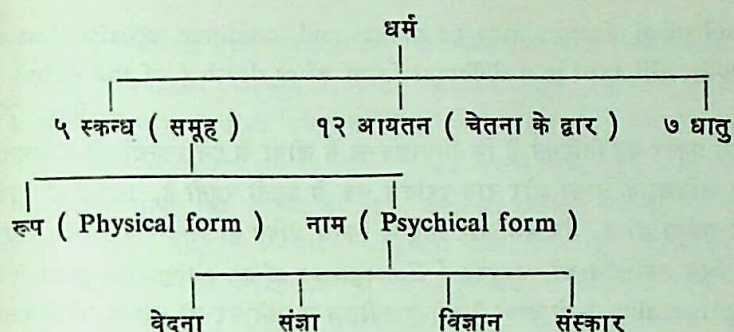 धर्म
५ स्कन्ध ( समूह ) १२ आयतन ( चेतना के द्वार ) ७ धातु
रूप ( Physical form ) नाम ( Psychical form )
वेदना संज्ञा विज्ञान संस्कार